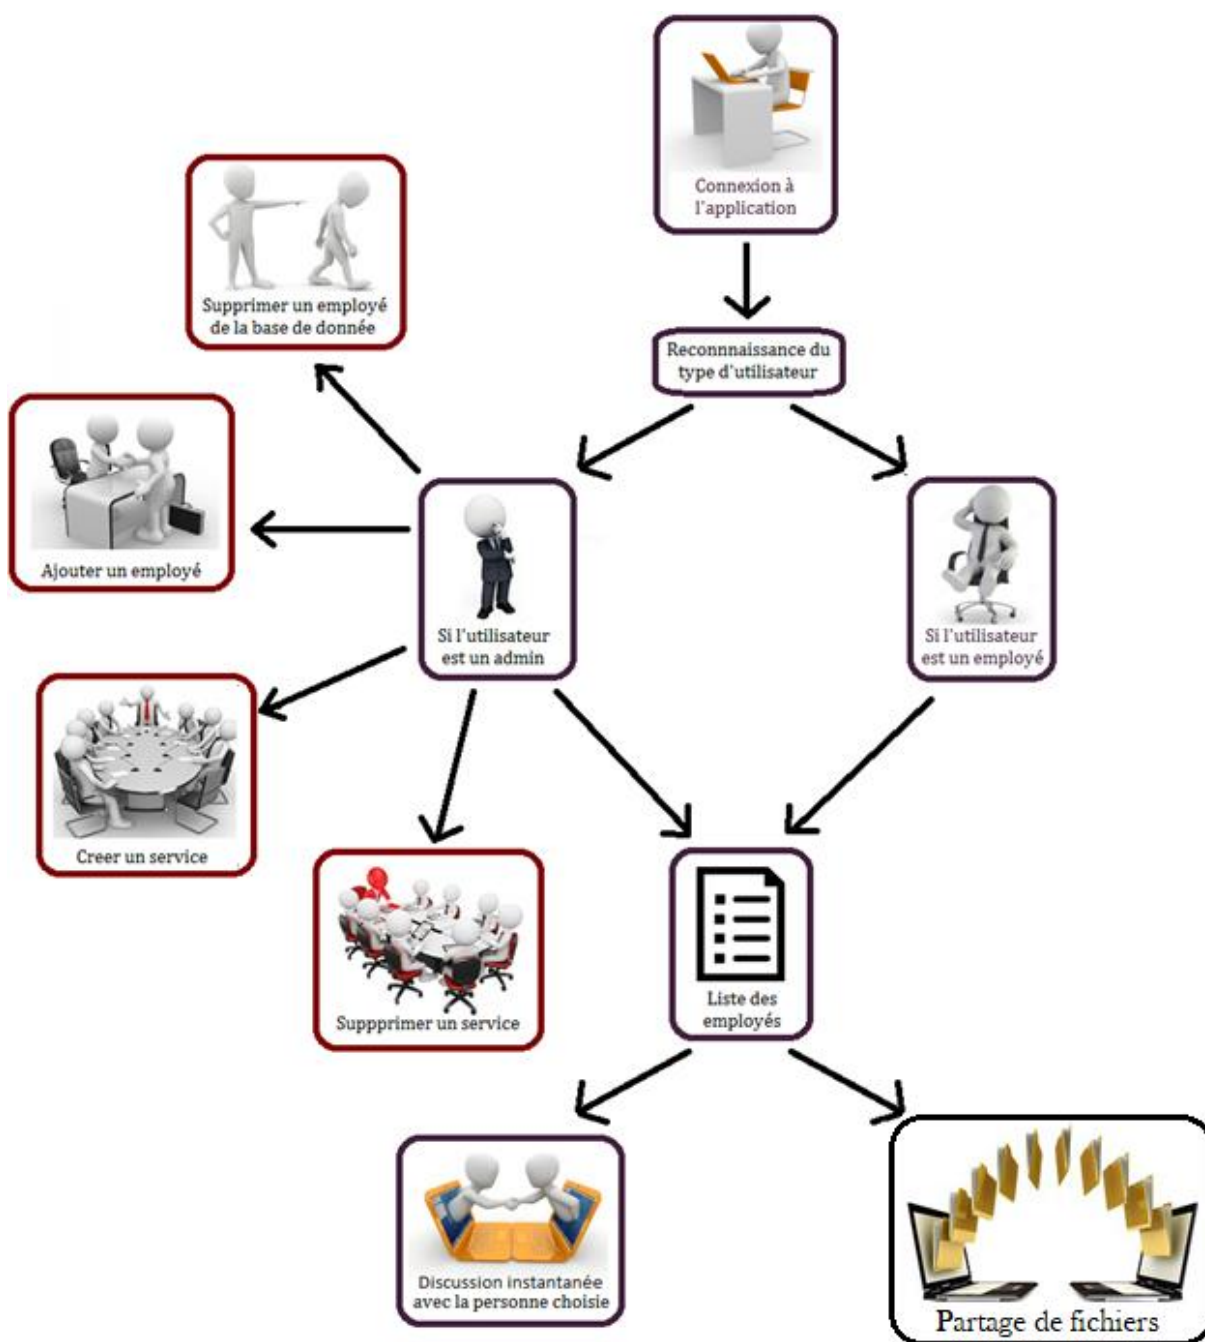 Connexion à
l'application
Supprimer un employé
de la base de donnée
Reconnnaissance du
type d'utilisateur
Ajouter un employé
Si l'utilisateur
est un admin
Si l'utilisateur
est un employé
Creer un service
Suppprimer un service
Liste des
employés
Discussion instantanée
avec la personne choisie
Partage de fichiers